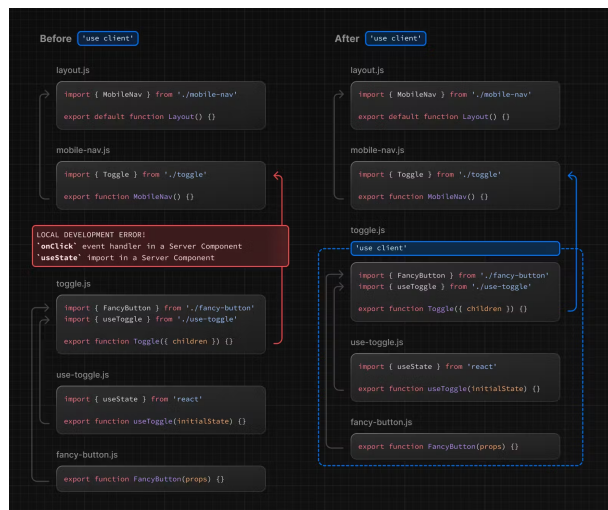 Before 'use client'
layout.js
import { MobileNav } from './mobile-nav'
export default function Layout() {}
mobile-nav.js
import { Toggle } from './toggle'
export function MobileNav() {}
LOCAL DEVELOPMENT ERROR!
`onClick` event handler in a Server Component
`useState` import in a Server Component
toggle.js
import { FancyButton } from './fancy-button'
import { useToggle } from './use-toggle'
export function Toggle({ children }) {}
use-toggle.js
import { useState } from 'react'
export function useToggle(initialState) {}
fancy-button.js
export function FancyButton(props) {}
After 'use client'
layout.js
import { MobileNav } from './mobile-nav'
export default function Layout() {}
mobile-nav.js
import { Toggle } from './toggle'
export function MobileNav() {}
toggle.js
'use client'
import { FancyButton } from './fancy-button'
import { useToggle } from './use-toggle'
export function Toggle({ children }) {}
use-toggle.js
import { useState } from 'react'
export function useToggle(initialState) {}
fancy-button.js
export function FancyButton(props) {}